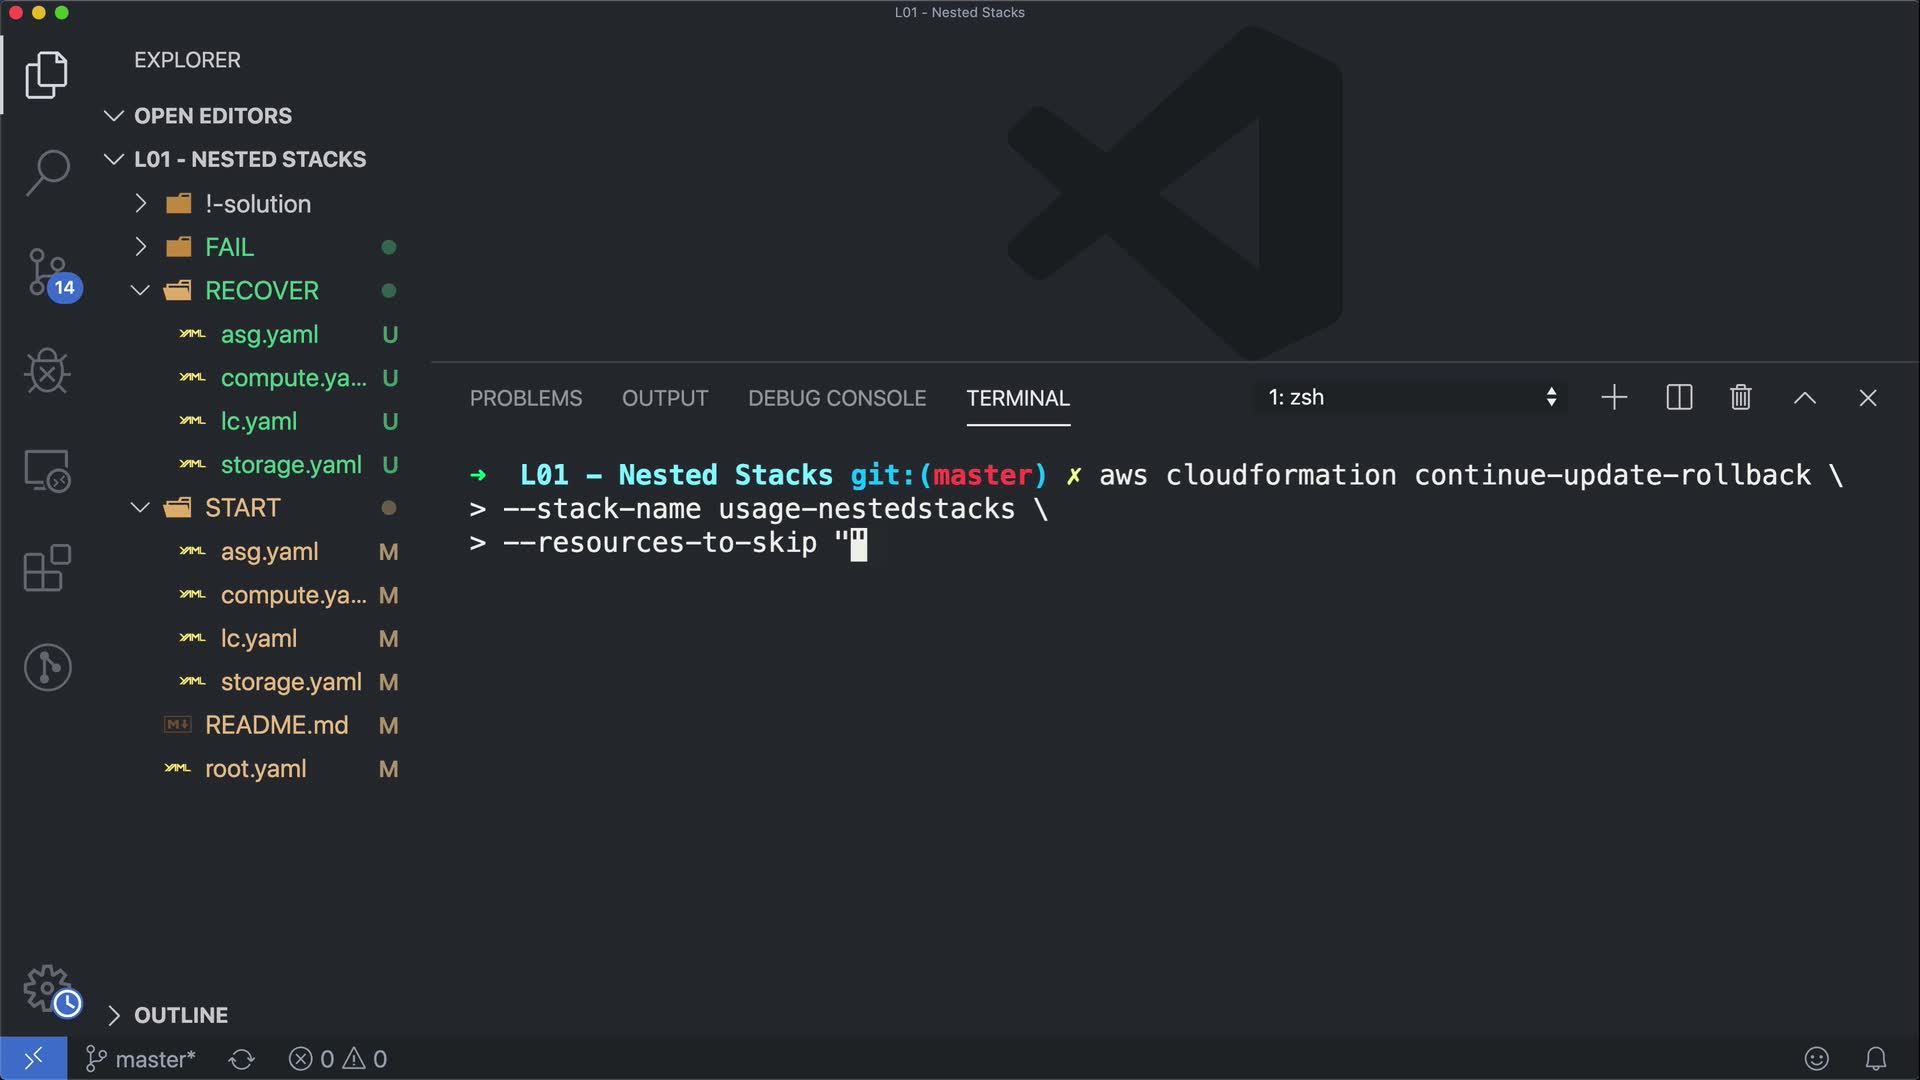 L01 - Nested Stacks
EXPLORER
OPEN EDITORS
L01 - NESTED STACKS
!-solution
FAIL
RECOVER
asg.yaml U
compute.ya... U
lc.yaml U
storage.yaml U
START
asg.yaml M
compute.ya... M
lc.yaml M
storage.yaml M
README.md M
root.yaml M
OUTLINE
14
PROBLEMS OUTPUT DEBUG CONSOLE TERMINAL 1: zsh
➜ L01 - Nested Stacks git:(master) ✗ aws cloudformation continue-update-rollback \
> --stack-name usage-nestedstacks \
> --resources-to-skip ""
master* 0 0